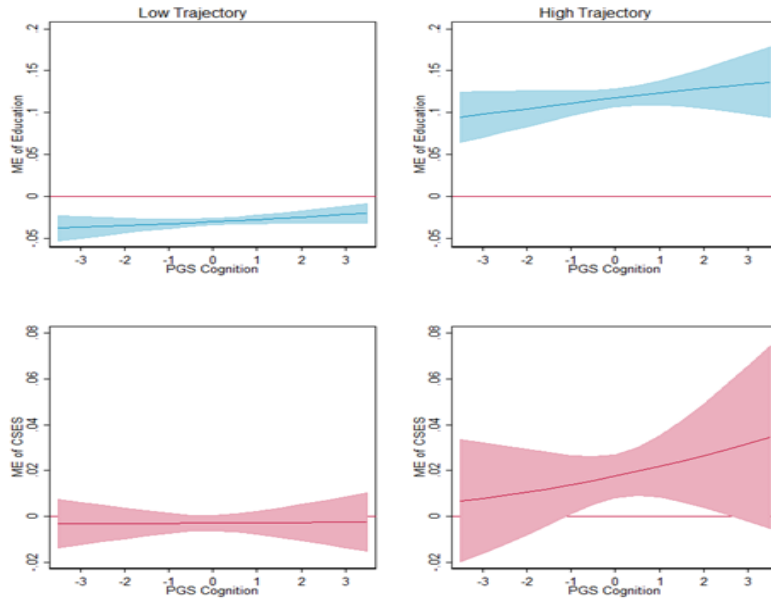 Low Trajectory
ME of Education
-.05 0 .05 .1 .15 .2
-3 -2 -1 0 1 2 3
PGS Cognition
High Trajectory
ME of Education
-.05 0 .05 .1 .15 .2
-3 -2 -1 0 1 2 3
PGS Cognition
ME of CSES
-.02 0 .02 .04 .06 .08
-3 -2 -1 0 1 2 3
PGS Cognition
ME of CSES
-.02 0 .02 .04 .06 .08
-3 -2 -1 0 1 2 3
PGS Cognition